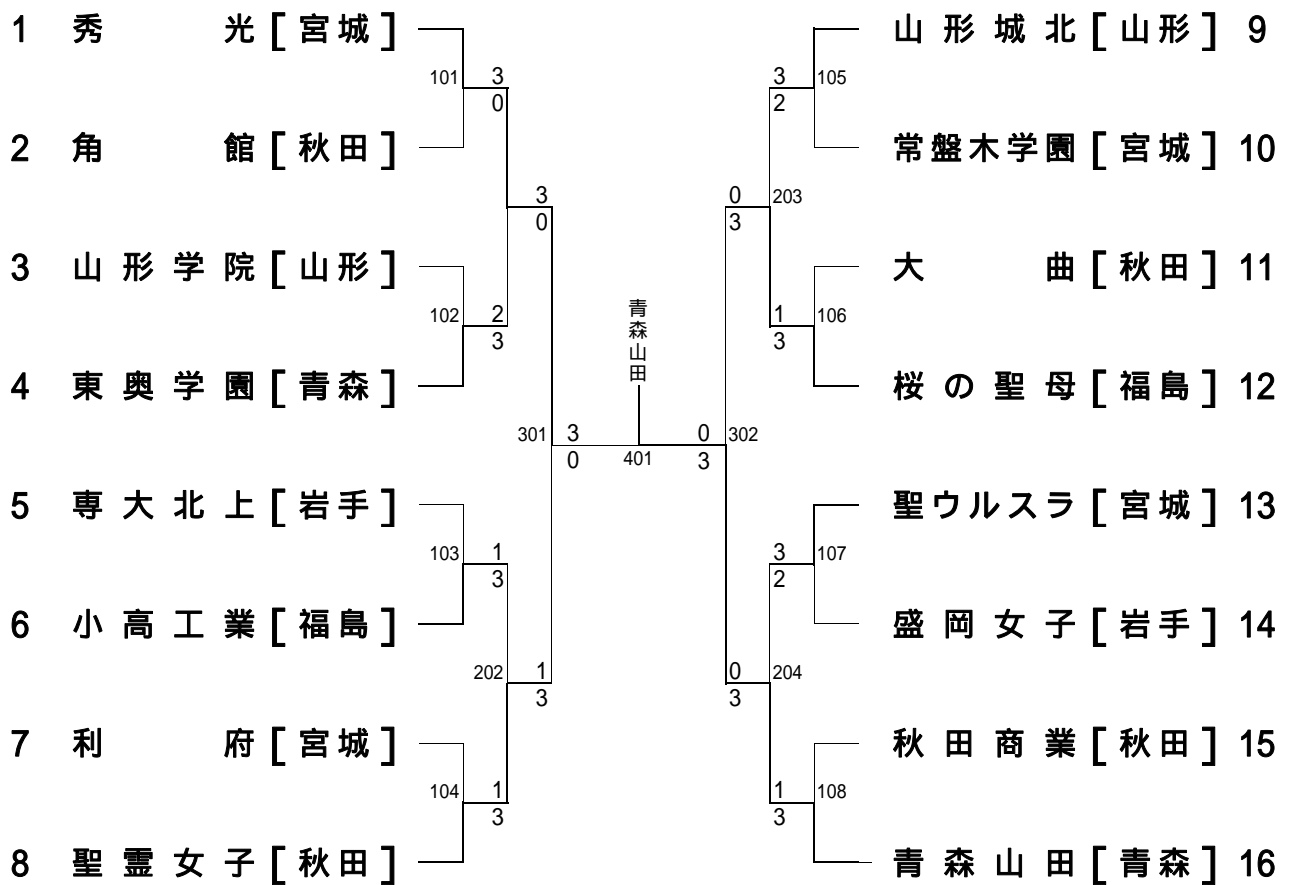 1 秀光[宮城]
101 3
0
2 角館[秋田]
3
0
3 山形学院[山形]
102 2
3
4 東奥学園[青森]
301 3
0
5 専大北上[岩手]
103 1
3
6 小高工業[福島]
202 1
3
7 利府[宮城]
104 1
3
8 聖霊女子[秋田]
青森山田
401
山形城北[山形] 9
3 105
2
常盤木学園[宮城] 10
0 203
3
大曲[秋田] 11
1 106
3
桜の聖母[福島] 12
0 302
3
聖ウルスラ[宮城] 13
3 107
2
盛岡女子[岩手] 14
0 204
3
秋田商業[秋田] 15
1 108
3
青森山田[青森] 16